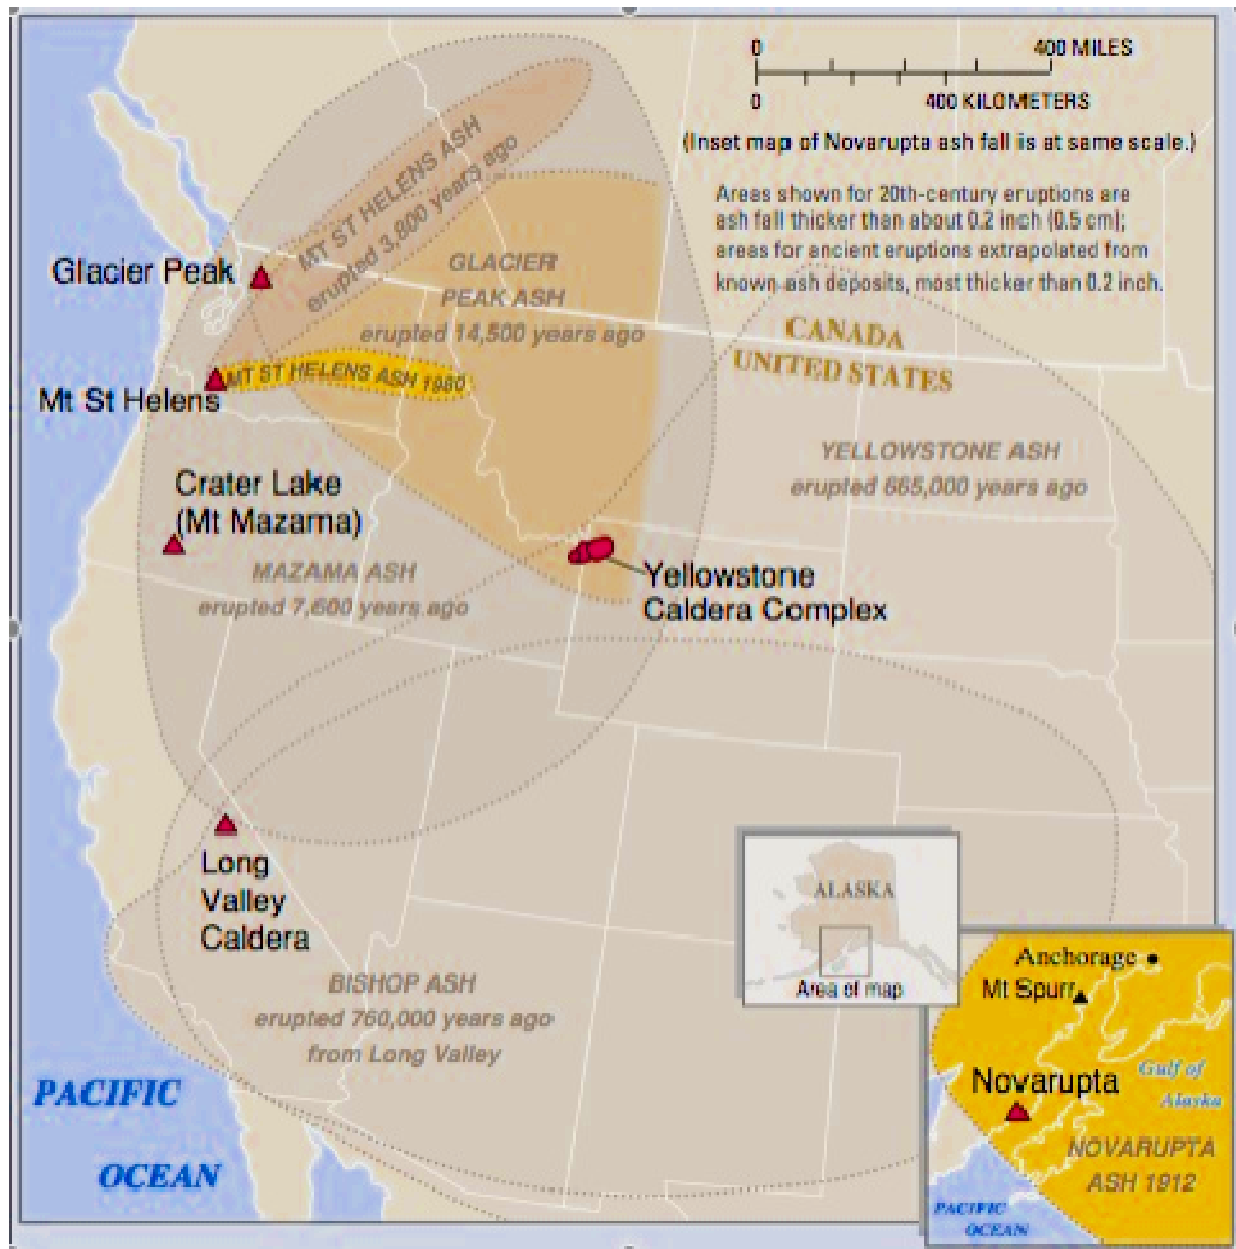 0 400 MILES
0 400 KILOMETERS
(Inset map of Novarupta ash fall is at same scale.)
Areas shown for 20th-century eruptions are
ash fall thicker than about 0.2 inch (0.5 cm);
areas for ancient eruptions extrapolated from
known ash deposits, most thicker than 0.2 inch.
MT ST HELENS ASH
erupted 3,800 years ago
Glacier Peak
GLACIER
PEAK ASH
erupted 14,500 years ago
CANADA
UNITED STATES
MT ST HELENS ASH 1980
Mt St Helens
YELLOWSTONE ASH
erupted 665,000 years ago
Crater Lake
(Mt Mazama)
MAZAMA ASH
erupted 7,600 years ago
Yellowstone
Caldera Complex
Long
Valley
Caldera
BISHOP ASH
erupted 760,000 years ago
from Long Valley
ALASKA
Area of map
Anchorage
Mt Spurr
Novarupta
Gulf of
Alaska
NOVARUPTA
ASH 1912
PACIFIC
OCEAN
PACIFIC
OCEAN